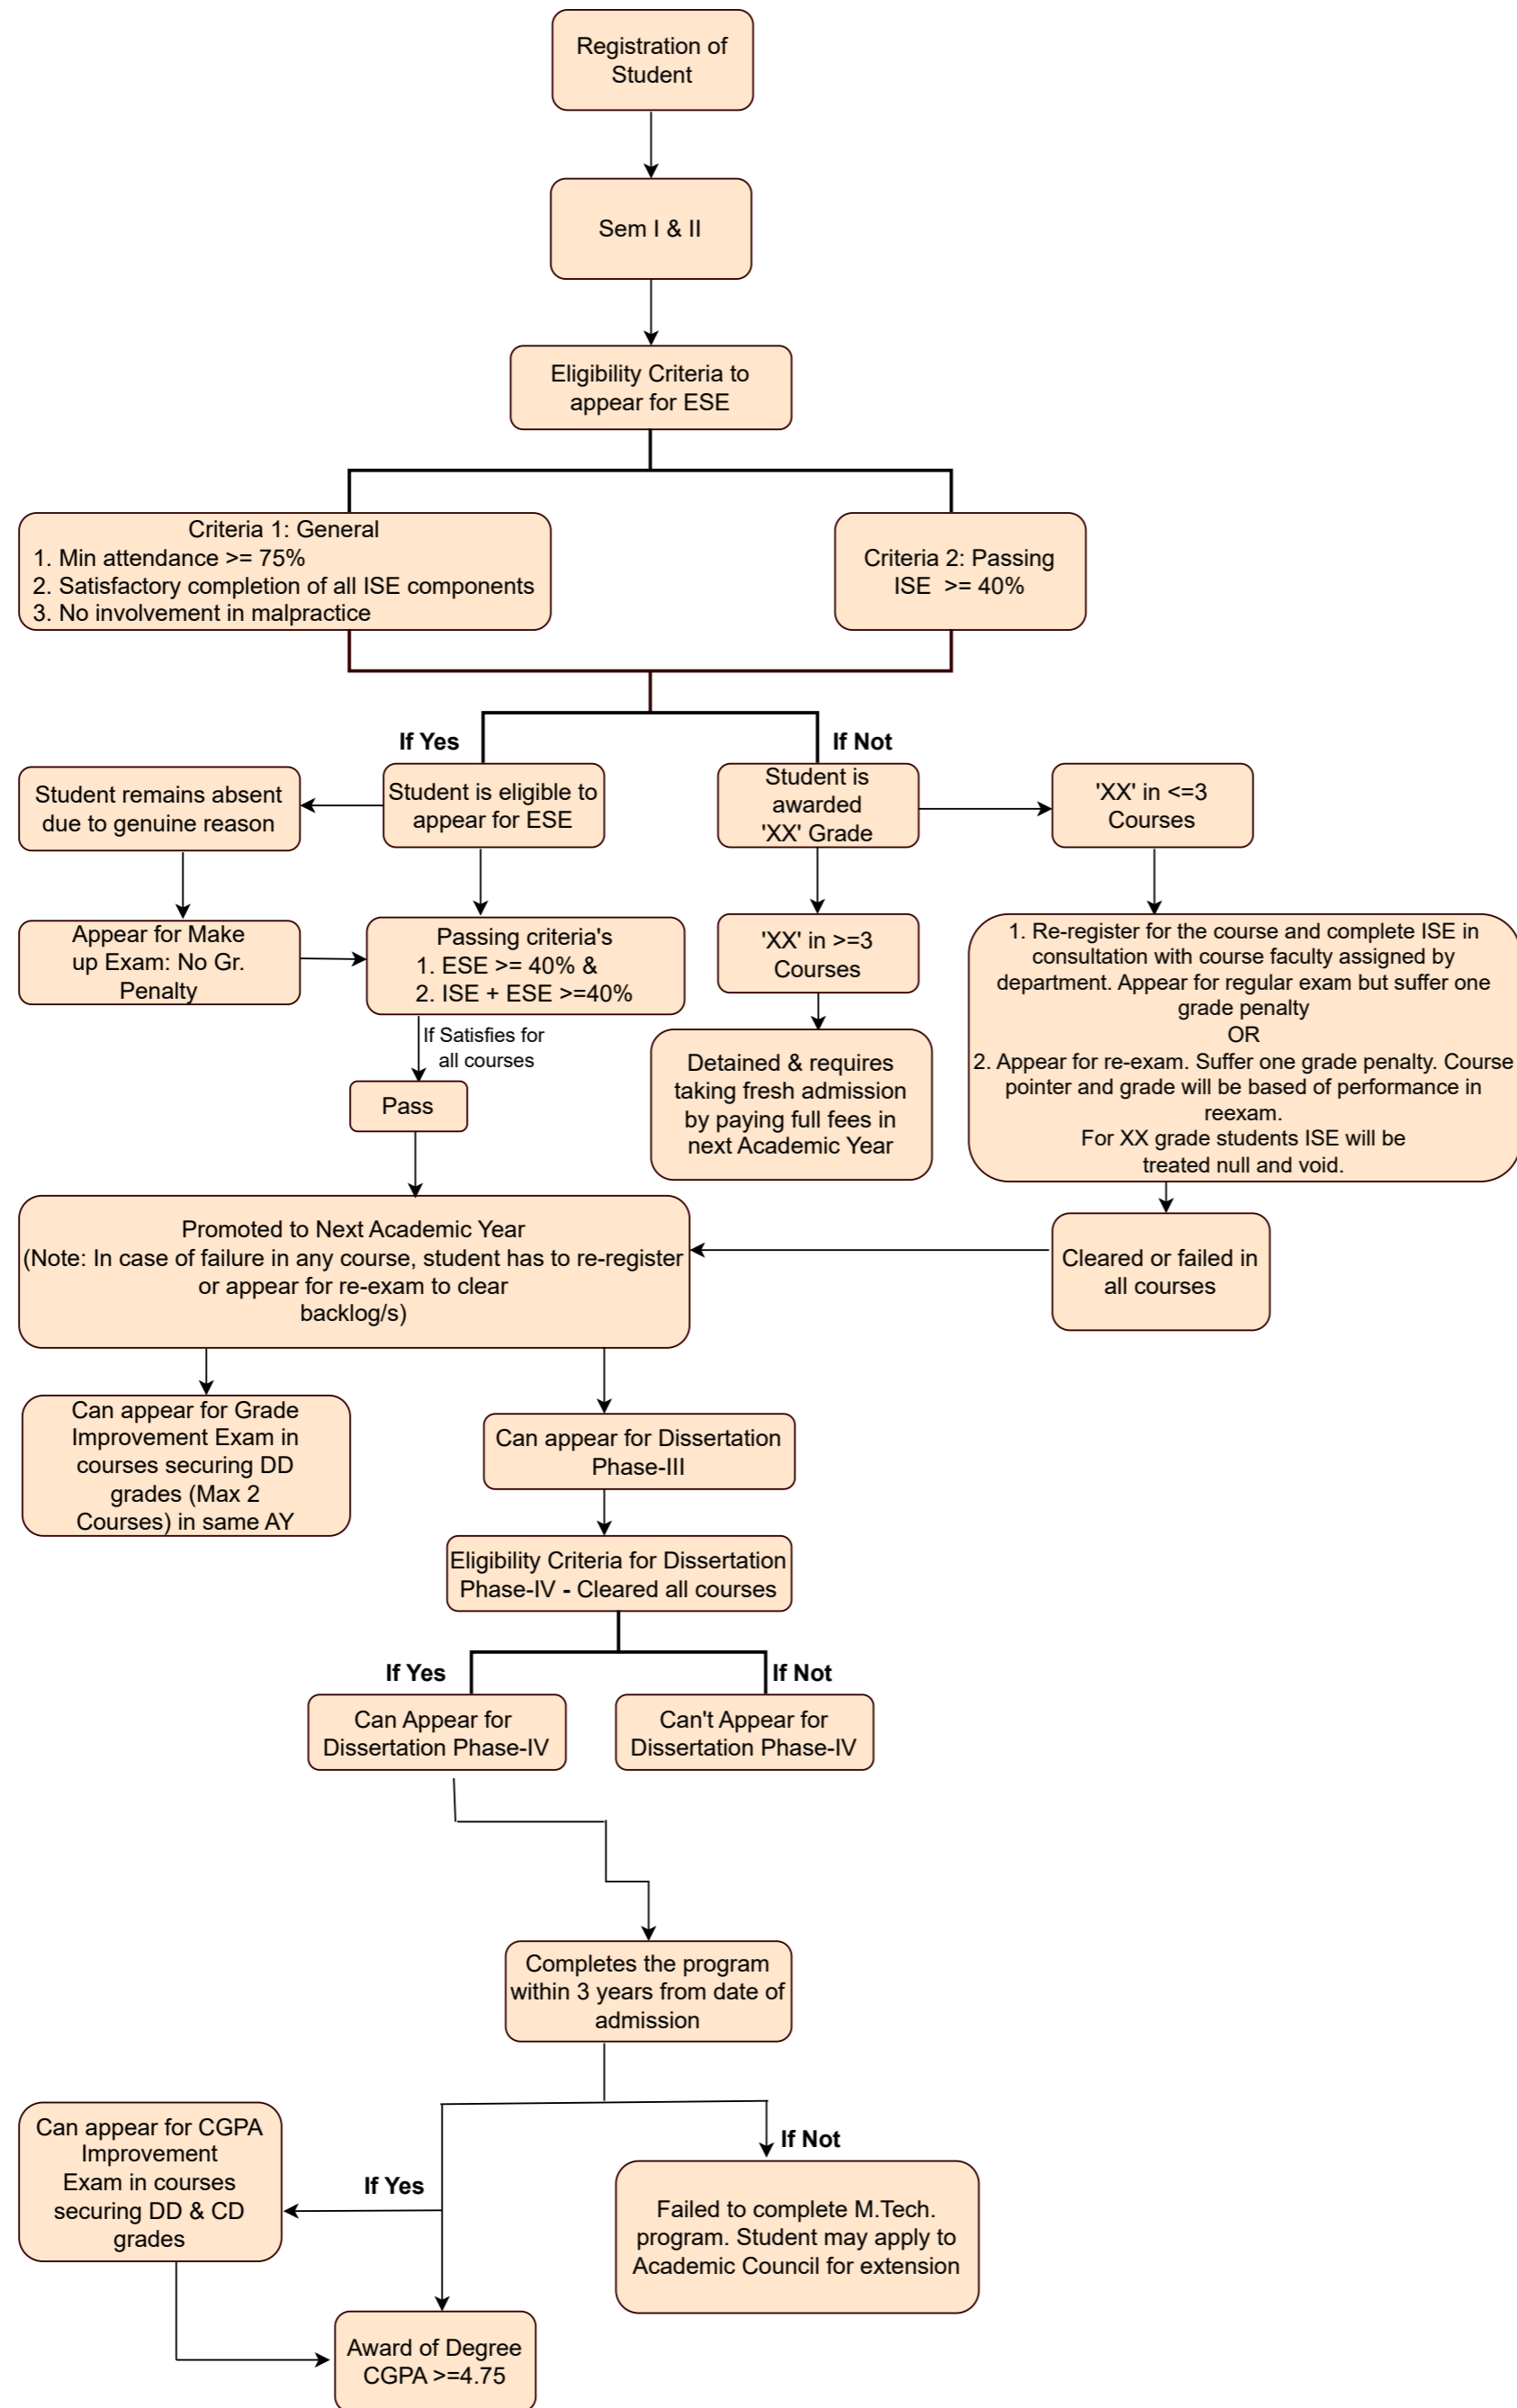 Registration of
Student
Sem I & II
Eligibility Criteria to
appear for ESE
Criteria 1: General
1. Min attendance >= 75%
2. Satisfactory completion of all ISE components
3. No involvement in malpractice
Criteria 2: Passing
ISE >= 40%
If Yes
If Not
Student remains absent
due to genuine reason
Student is eligible to
appear for ESE
Student is
awarded
'XX' Grade
'XX' in <=3
Courses
Appear for Make
up Exam: No Gr.
Penalty
Passing criteria's
1. ESE >= 40% &
2. ISE + ESE >=40%
'XX' in >=3
Courses
1. Re-register for the course and complete ISE in
consultation with course faculty assigned by
department. Appear for regular exam but suffer one
grade penalty
OR
2. Appear for re-exam. Suffer one grade penalty. Course
pointer and grade will be based of performance in
reexam.
For XX grade students ISE will be
treated null and void.
If Satisfies for
all courses
Pass
Detained & requires
taking fresh admission
by paying full fees in
next Academic Year
Promoted to Next Academic Year
(Note: In case of failure in any course, student has to re-register
or appear for re-exam to clear
backlog/s)
Cleared or failed in
all courses
Can appear for Grade
Improvement Exam in
courses securing DD
grades (Max 2
Courses) in same AY
Can appear for Dissertation
Phase-III
Eligibility Criteria for Dissertation
Phase-IV - Cleared all courses
If Yes
If Not
Can Appear for
Dissertation Phase-IV
Can't Appear for
Dissertation Phase-IV
Completes the program
within 3 years from date of
admission
Can appear for CGPA
Improvement
Exam in courses
securing DD & CD
grades
If Yes
If Not
Failed to complete M.Tech.
program. Student may apply to
Academic Council for extension
Award of Degree
CGPA >=4.75